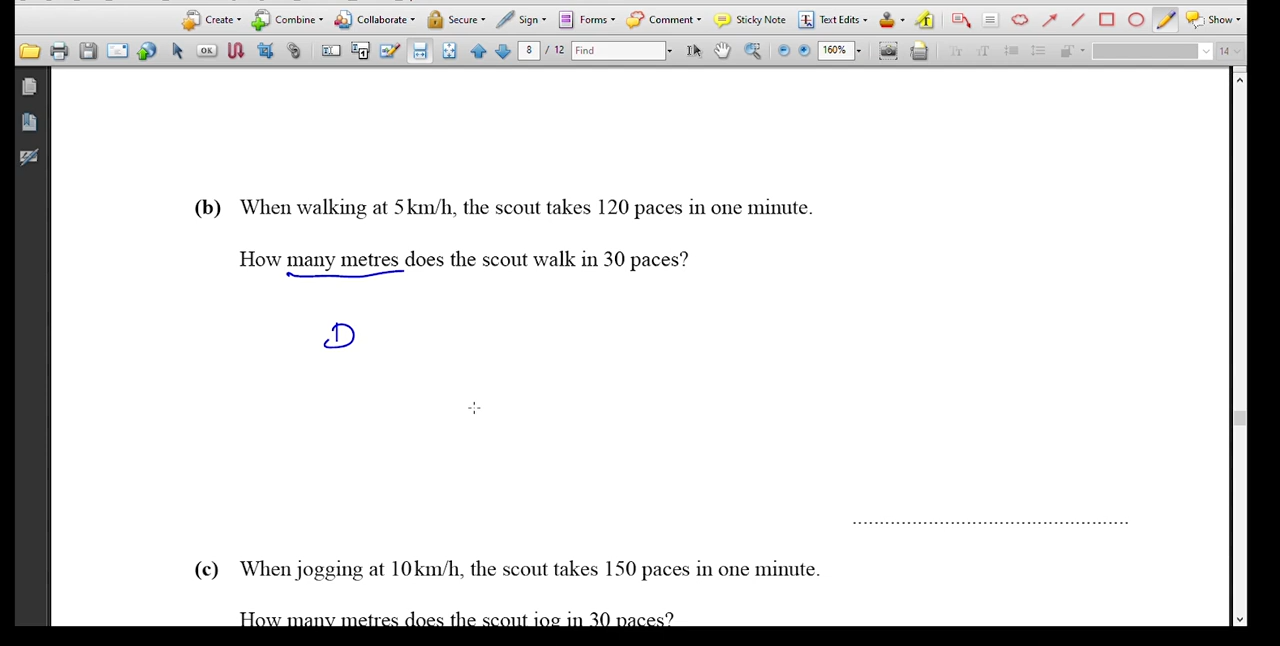 Create Combine Collaborate Secure Sign Forms Comment Sticky Note Text Edits Show
OK 8 / 12 Find 160% 14
(b) When walking at 5 km/h, the scout takes 120 paces in one minute.
How many metres does the scout walk in 30 paces?
D
(c) When jogging at 10 km/h, the scout takes 150 paces in one minute.
How many metres does the scout jog in 30 paces?